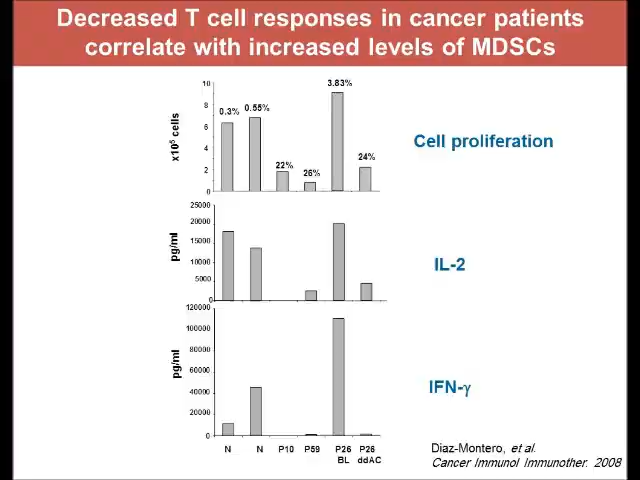 Decreased T cell responses in cancer patients
correlate with increased levels of MDSCs
10
8
6
4
2
0
x10⁵ cells
0.3%
0.55%
22%
26%
3.83%
24%
Cell proliferation
25000
20000
15000
10000
5000
0
pg/ml
IL-2
120000
100000
80000
60000
40000
20000
0
pg/ml
IFN-γ
N N P10 P59 P26 P26
BL ddAC
Diaz-Montero, et al.
Cancer Immunol Immunother. 2008